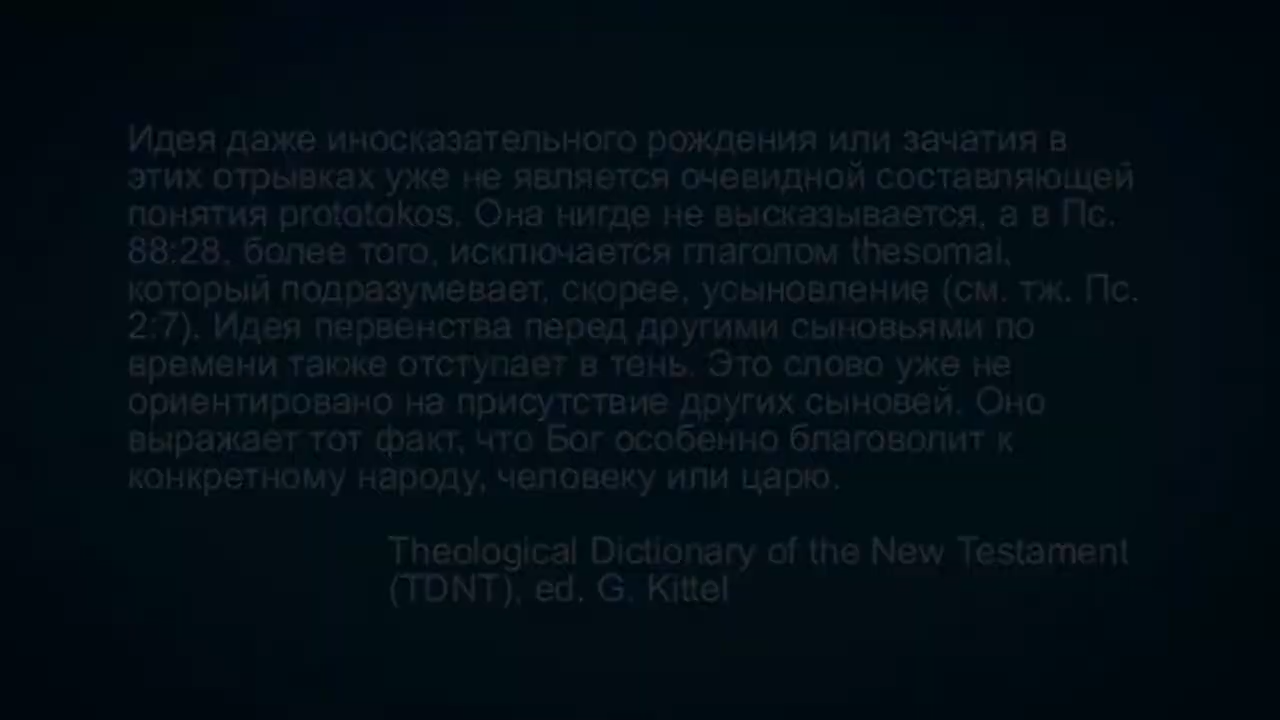 Идея даже иносказательного рождения или зачатия в
этих отрывках уже не является очевидной составляющей
понятия prototokos. Она нигде не высказывается, а в Пс.
88:28, более того, исключается глаголом thesomai,
который подразумевает, скорее, усыновление (см. тж. Пс.
2:7). Идея первенства перед другими сыновьями по
времени также отступает в тень. Это слово уже не
ориентировано на присутствие других сыновей. Оно
выражает тот факт, что Бог особенно благоволит к
конкретному народу, человеку или царю.
Theological Dictionary of the New Testament
(TDNT), ed. G. Kittel